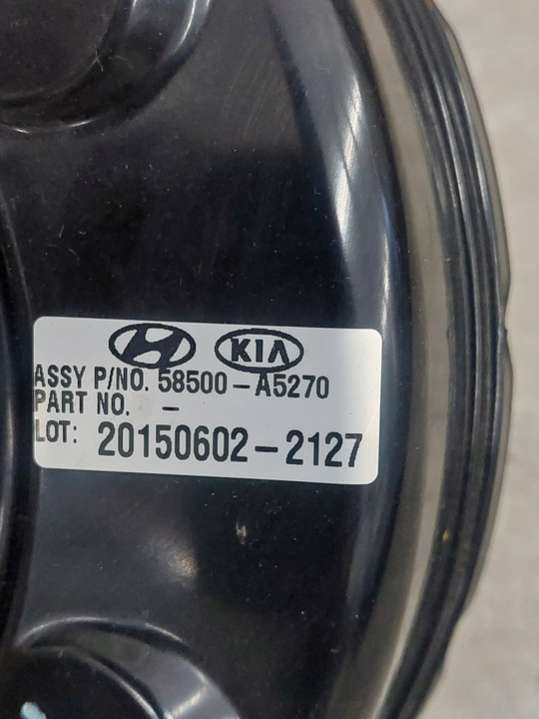 KIA
ASSY P/NO. 58500-A5270
PART NO. -
LOT: 20150602-2127